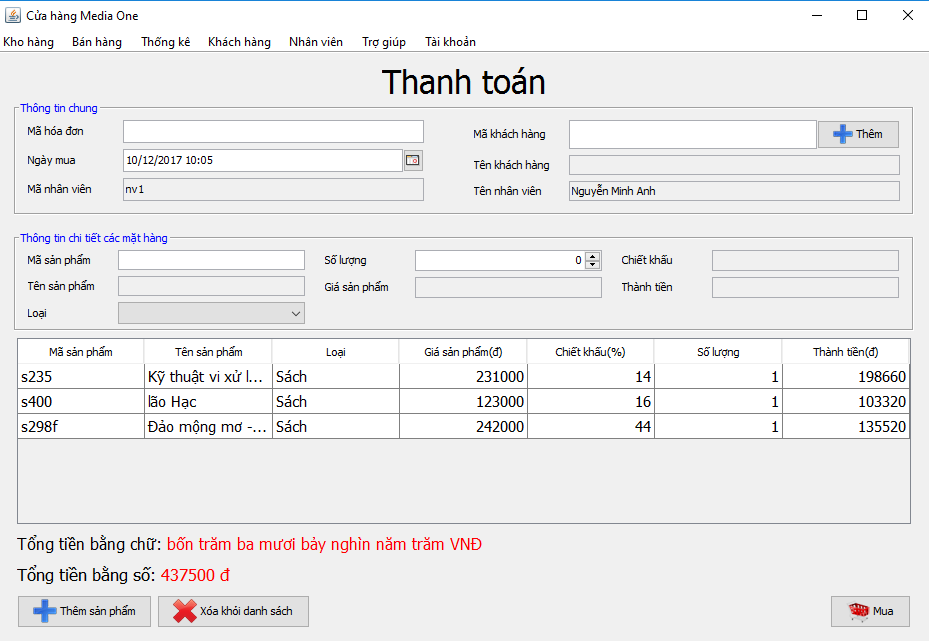 Cửa hàng Media One
Kho hàng Bán hàng Thống kê Khách hàng Nhân viên Trợ giúp Tài khoản
Thanh toán
Thông tin chung
Mã hóa đơn Mã khách hàng Thêm
Ngày mua 10/12/2017 10:05 Tên khách hàng
Mã nhân viên nv1 Tên nhân viên Nguyễn Minh Anh
Thông tin chi tiết các mặt hàng
Mã sản phẩm Số lượng 0 Chiết khấu
Tên sản phẩm Giá sản phẩm Thành tiền
Loại
Mã sản phẩm Tên sản phẩm Loại Giá sản phẩm(đ) Chiết khấu(%) Số lượng Thành tiền(đ)
s235 Kỹ thuật vi xử l... Sách 231000 14 1 198660
s400 lão Hạc Sách 123000 16 1 103320
s298f Đảo mộng mơ -... Sách 242000 44 1 135520
Tổng tiền bằng chữ: bốn trăm ba mươi bảy nghìn năm trăm VNĐ
Tổng tiền bằng số: 437500 đ
Thêm sản phẩm Xóa khỏi danh sách Mua